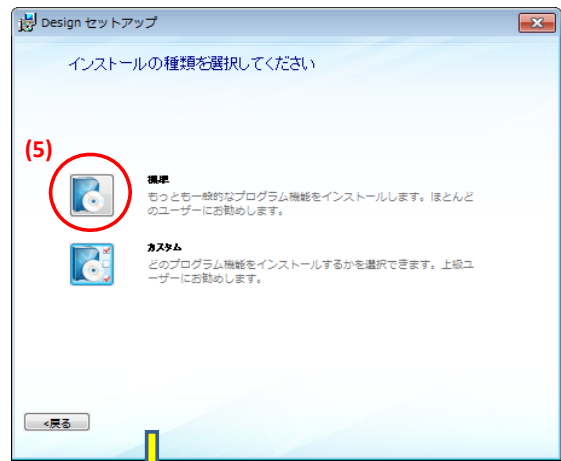 Design セットアップ
インストールの種類を選択してください
(5)
標準
もっとも一般的なプログラム機能をインストールします。ほとんど
のユーザーにお勧めします。
カスタム
どのプログラム機能をインストールするかを選択できます。上級ユ
ーザーにお勧めします。
<戻る